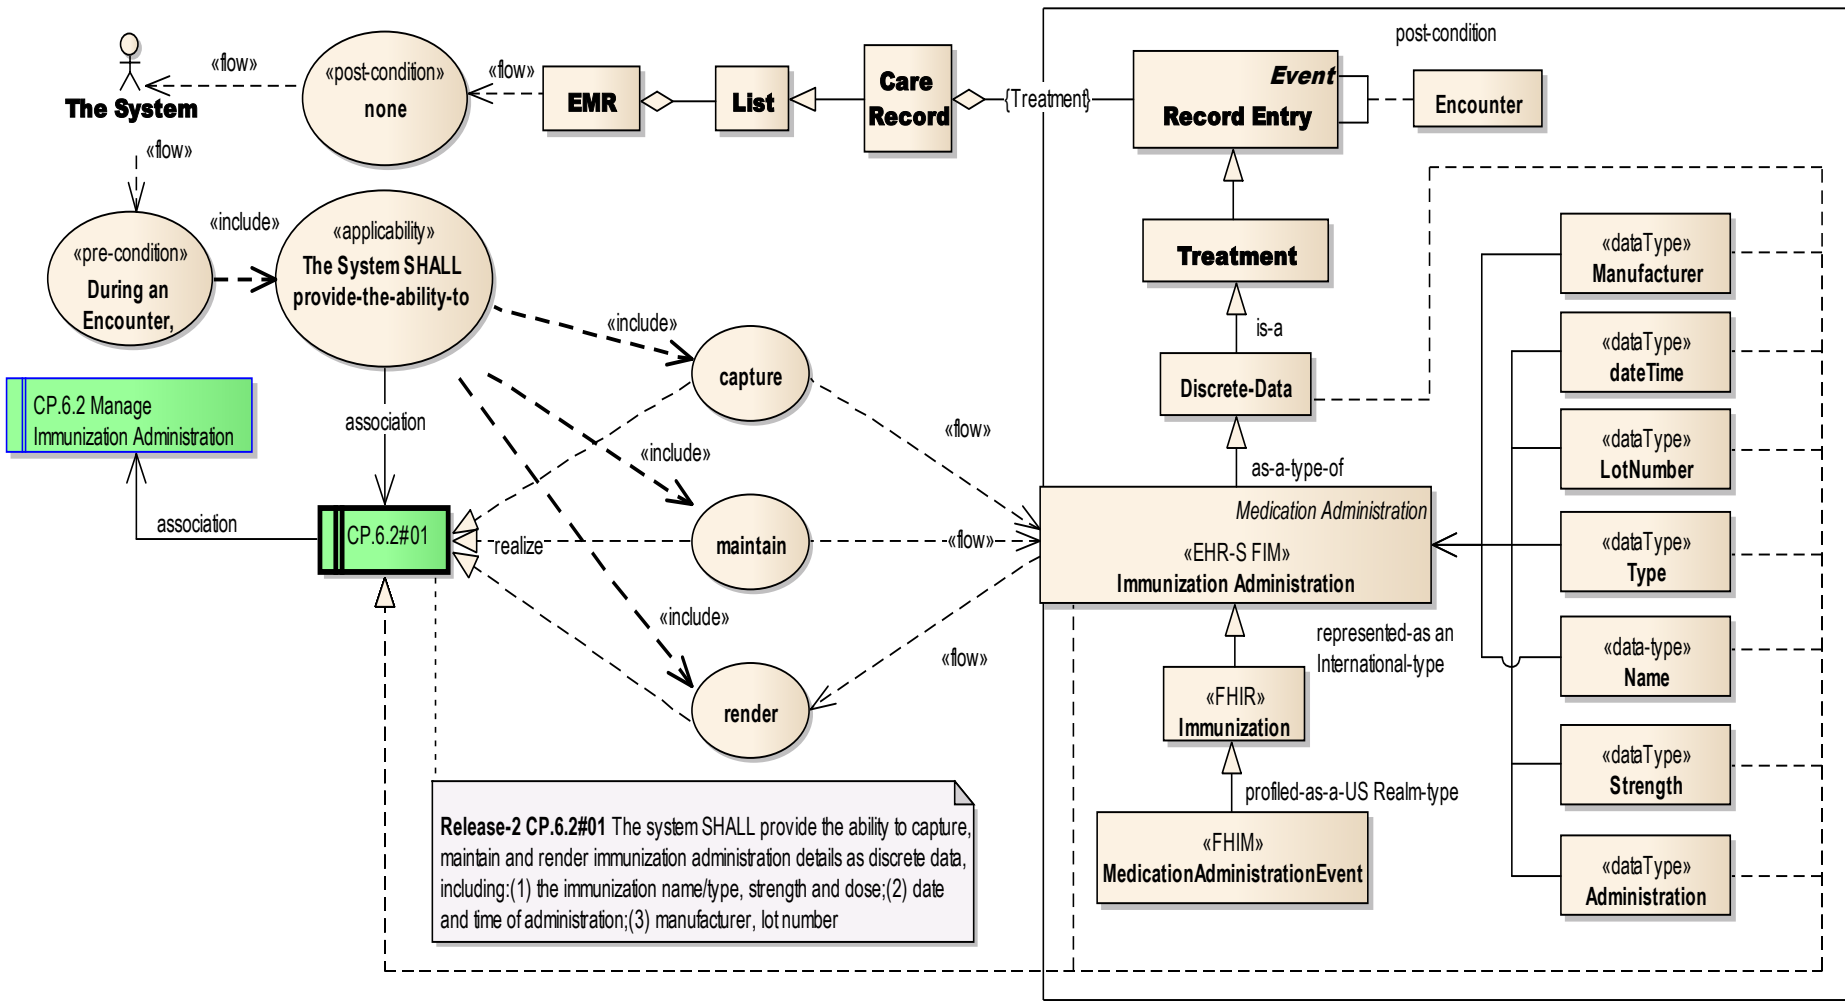 post-condition
«flow»
«post-condition»
none
«flow»
EMR
List
Care
Record
{Treatment}
Event
Record Entry
Encounter
The System
«flow»
«include»
«pre-condition»
During an
Encounter,
«applicability»
The System SHALL
provide-the-ability-to
Treatment
is-a
Discrete-Data
as-a-type-of
«include»
capture
«flow»
CP.6.2 Manage
Immunization Administration
association
association
CP.6.2#01
realize
«include»
maintain
«flow»
Medication Administration
«EHR-S FIM»
Immunization Administration
«include»
render
«flow»
represented-as an
International-type
«FHIR»
Immunization
profiled-as-a-US Realm-type
«FHIM»
MedicationAdministrationEvent
«dataType»
Manufacturer
«dataType»
dateTime
«dataType»
LotNumber
«dataType»
Type
«data-type»
Name
«dataType»
Strength
«dataType»
Administration
Release-2 CP.6.2#01 The system SHALL provide the ability to capture,
maintain and render immunization administration details as discrete data,
including:(1) the immunization name/type, strength and dose;(2) date
and time of administration;(3) manufacturer, lot number